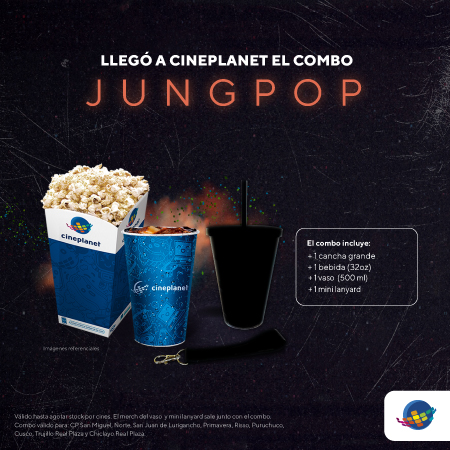 LLEGÓ A CINEPLANET EL COMBO
JUNGPOP
cineplanet
cineplanet
El combo incluye:
+ 1 cancha grande
+ 1 bebida (32oz)
+ 1 vaso (500 ml)
+ 1 mini lanyard
Imágenes referenciales
Válido hasta agotar stock por cines. El merch del vaso y mini lanyard sale junto con el combo.
Combo válido para: CP San Miguel, Norte, San Juan de Lurigancho, Primavera, Risso, Puruchuco,
Cusco, Trujillo Real Plaza y Chiclayo Real Plaza.